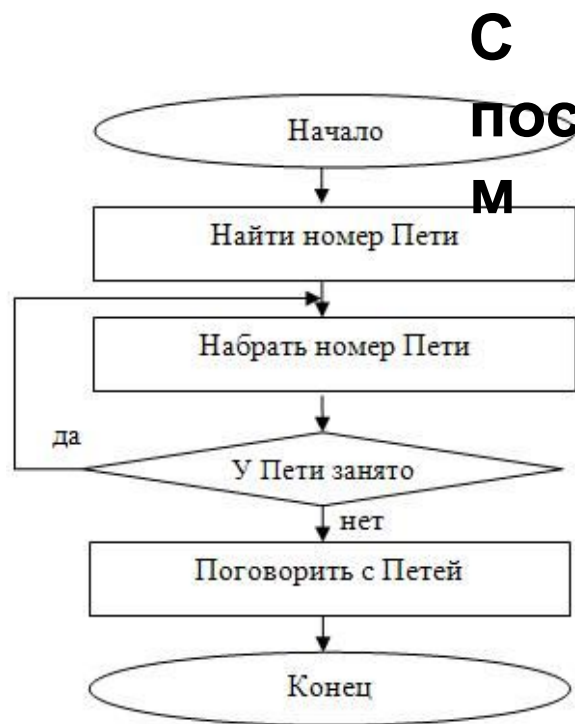 С
пос
м
Начало
Найти номер Пети
Набрать номер Пети
да
У Пети занято
нет
Поговорить с Петей
Конец